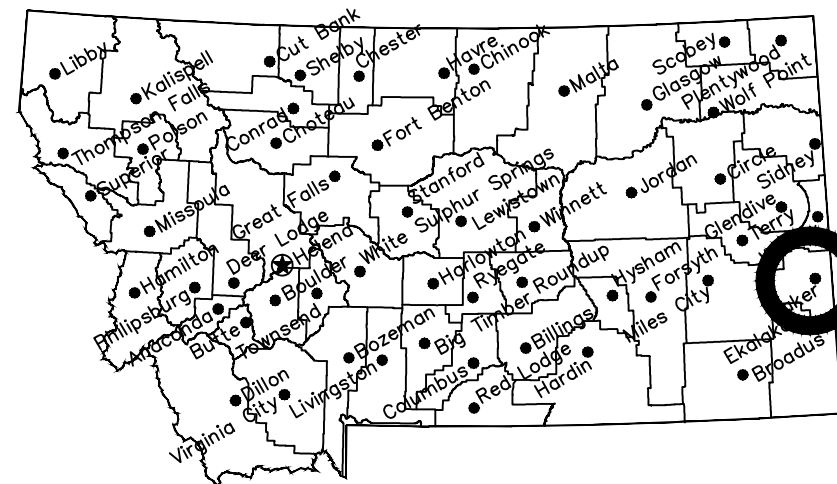 Libby
Cut Bank
Shelby
Chester
Havre
Chinook
Scobey
Plentywood
Kalispell
Malta
Glasgow
Wolf Point
Thompson Falls
Polson
Conrad
Choteau
Fort Benton
Superior
Missoula
Great Falls
Stanford
White Sulphur Springs
Lewistown
Winnett
Jordan
Circle
Sidney
Glendive
Terry
Hamilton
Philipsburg
Deer Lodge
Helena
Boulder
Townsend
Harlowton
Ryegate
Roundup
Hysham
Forsyth
Miles City
Anaconda
Butte
Bozeman
Big Timber
Billings
Ekalaka
Baker
Broadus
Dillon
Virginia City
Livingston
Columbus
Red Lodge
Hardin